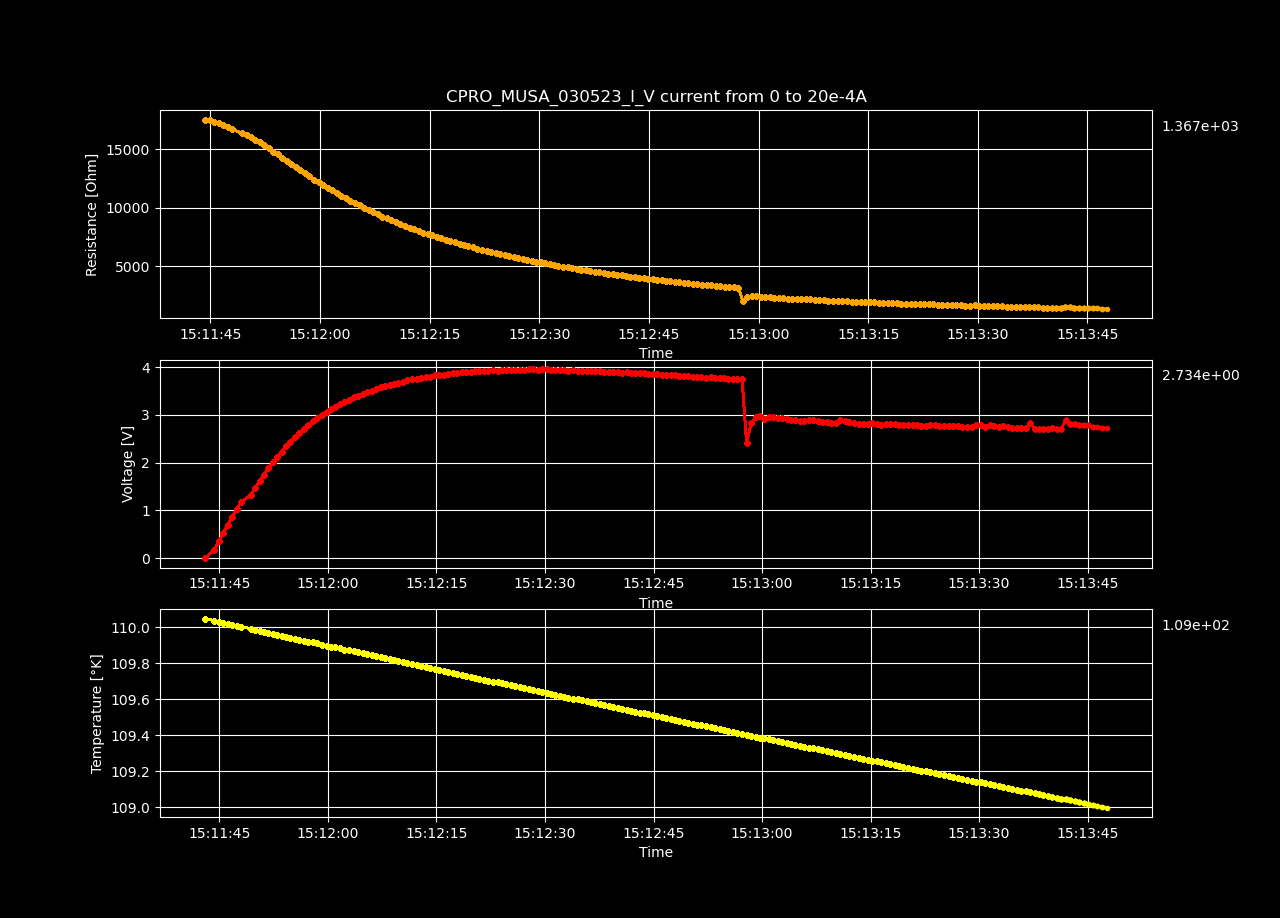 CPRO_MUSA_030523_I_V current from 0 to 20e-4A
1.367e+03
Resistance [Ohm]
15000
10000
5000
15:11:45 15:12:00 15:12:15 15:12:30 15:12:45 15:13:00 15:13:15 15:13:30 15:13:45
Time
2.734e+00
Voltage [V]
4
3
2
1
0
15:11:45 15:12:00 15:12:15 15:12:30 15:12:45 15:13:00 15:13:15 15:13:30 15:13:45
Time
1.09e+02
Temperature [°K]
110.0
109.8
109.6
109.4
109.2
109.0
15:11:45 15:12:00 15:12:15 15:12:30 15:12:45 15:13:00 15:13:15 15:13:30 15:13:45
Time